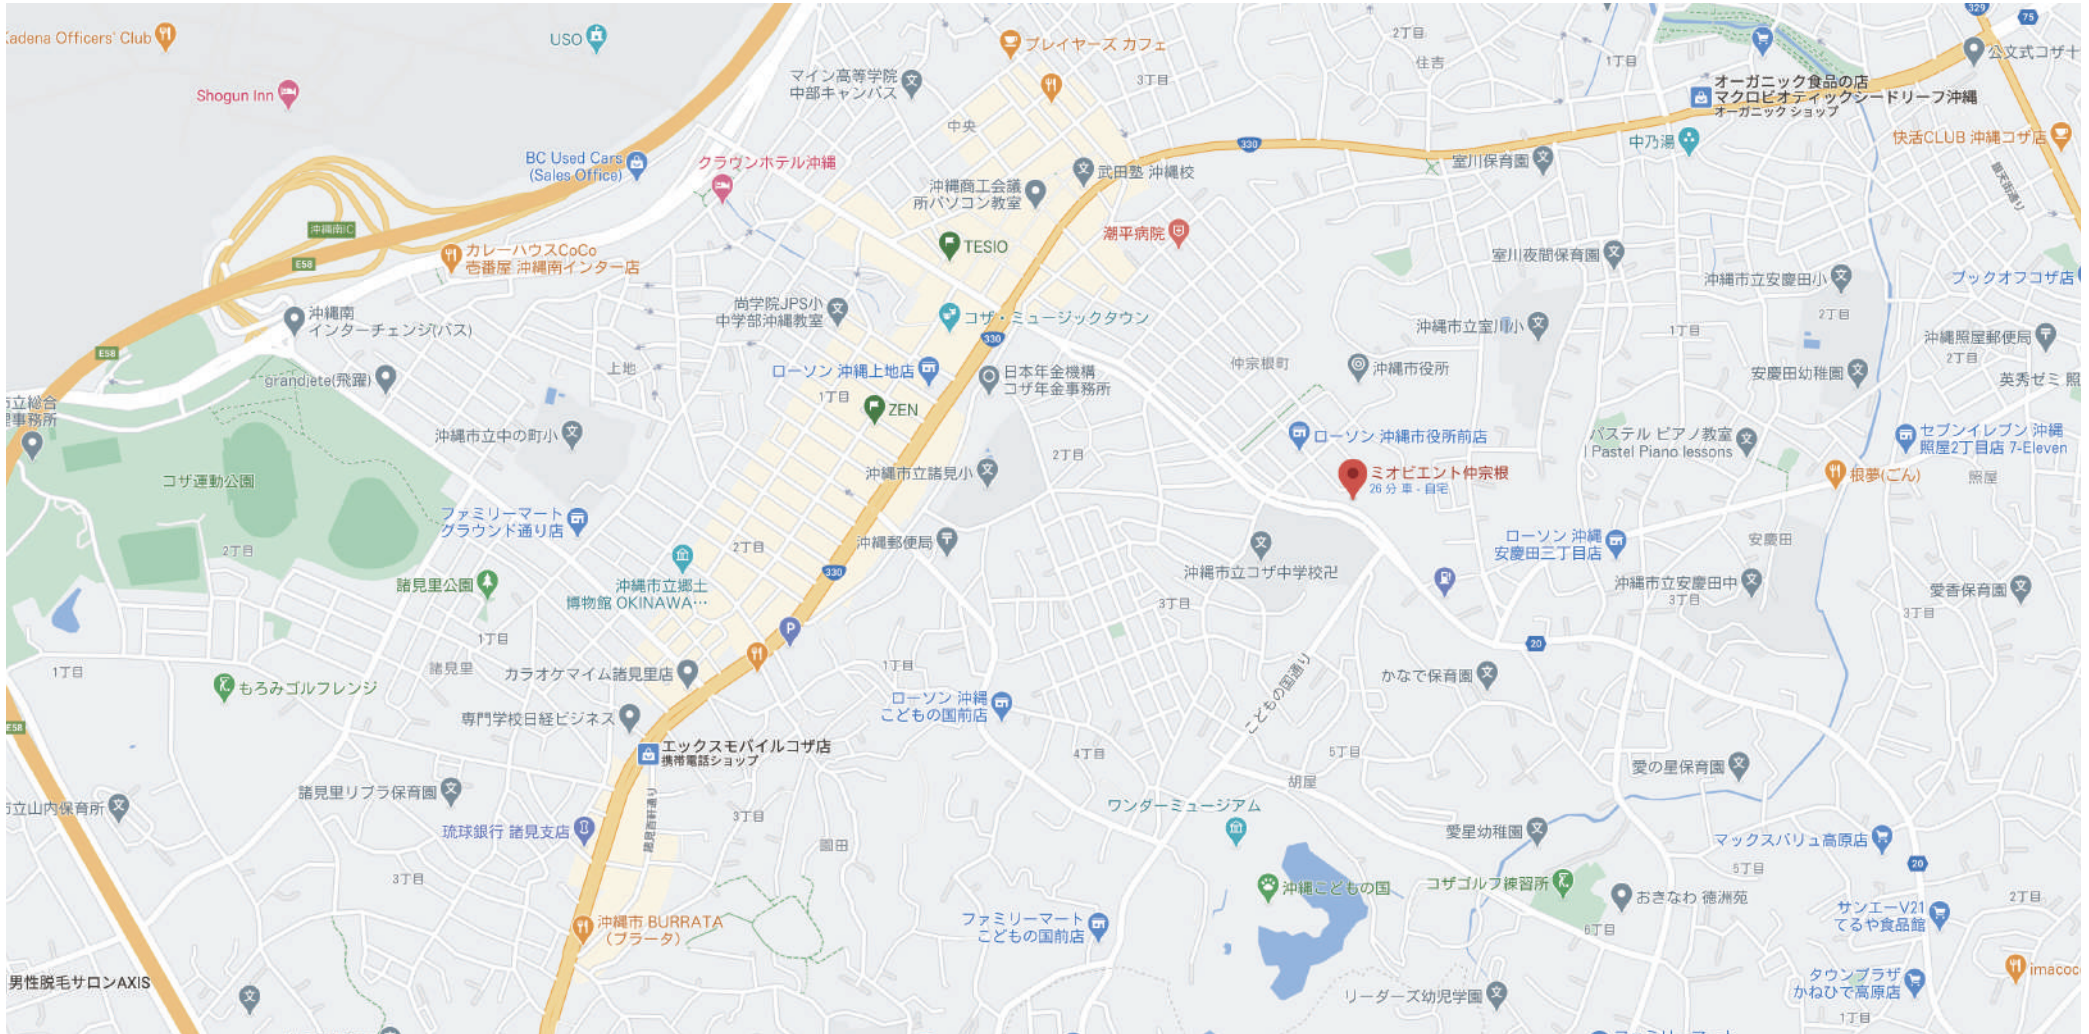 Kadena Officers' Club
USO
Shogun Inn
BC Used Cars
(Sales Office)
沖縄南IC
E58
カレーハウスCoCo
壱番屋 沖縄南インター店
沖縄南
インターチェンジ(バス)
E58
grandjete(飛躍)
市立総合
コザ運動公園
2丁目
沖縄市立中の町小
上地
ファミリーマート
グラウンド通り店
諸見里公園
1丁目
諸見里
1丁目
もろみゴルフレンジ
E58
プレイヤーズ カフェ
マイン高等学院
中部キャンパス
3丁目
中央
クラウンホテル沖縄
武田塾 沖縄校
沖縄商工会議
所パソコン教室
TESIO
潮平病院
尚学院JPS小
中学部沖縄教室
コザ・ミュージックタウン
330
ローソン 沖縄上地店
1丁目
ZEN
日本年金機構
コザ年金事務所
沖縄市立諸見小
2丁目
沖縄郵便局
2丁目
330
沖縄市立郷土
博物館 OKINAWA…
カラオケマイム諸見里店
専門学校日経ビジネス
P
エックスモバイルコザ店
携帯電話ショップ
諸見里リブラ保育園
市立山内保育所
琉球銀行 諸見支店
3丁目
3丁目
園田
沖縄市 BURRATA
(ブラータ)
男性脱毛サロンAXIS
330
2丁目
住吉
1丁目
329
75
公文式コザ十
オーガニック食品の店
マクロビオティックシードリーフ沖縄
オーガニック ショップ
中乃湯
快活CLUB 沖縄コザ店
室川保育園
室川夜間保育園
沖縄市立安慶田小
ブックオフコザ店
2丁目
沖縄市立室川小
1丁目
沖縄照屋郵便局
2丁目
仲宗根町
沖縄市役所
安慶田幼稚園
英秀ゼミ 照
ローソン 沖縄市役所前店
パステル ピアノ教室
| Pastel Piano lessons
セブンイレブン 沖縄
照屋2丁目店 7-Eleven
ミオビエント仲宗根
26 分 車 - 自宅
根夢(ごん)
照屋
ローソン 沖縄
安慶田三丁目店
安慶田
沖縄市立コザ中学校卍
沖縄市立安慶田中
3丁目
愛香保育園
3丁目
3丁目
20
1丁目
こどもの国通り
かなで保育園
ローソン 沖縄
こどもの国前店
4丁目
5丁目
胡屋
愛の星保育園
ワンダーミュージアム
愛星幼稚園
マックスバリュ高原店
5丁目
20
沖縄こどもの国
コザゴルフ練習所
おきなわ 徳洲苑
2丁目
サンエーV21
てるや食品館
ファミリーマート
こどもの国前店
6丁目
imacoco
タウンプラザ
かねひで高原店
リーダーズ幼児学園
1丁目